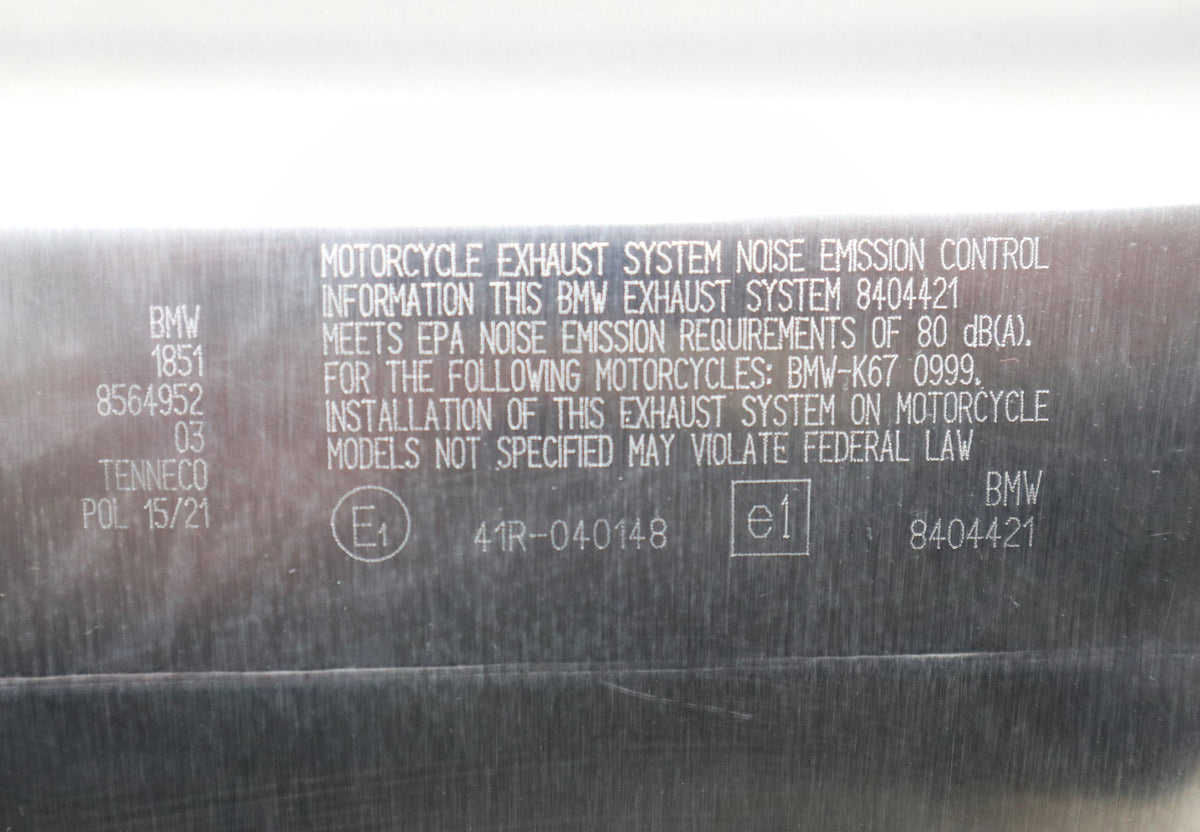 BMW
1851
8564952
03
TENNECO
POL 15/21
MOTORCYCLE EXHAUST SYSTEM NOISE EMISSION CONTROL
INFORMATION THIS BMW EXHAUST SYSTEM 8404421
MEETS EPA NOISE EMISSION REQUIREMENTS OF 80 dB(A).
FOR THE FOLLOWING MOTORCYCLES: BMW-K67 0999.
INSTALLATION OF THIS EXHAUST SYSTEM ON MOTORCYCLE
MODELS NOT SPECIFIED MAY VIOLATE FEDERAL LAW
E1 41R-040148 e1
BMW
8404421